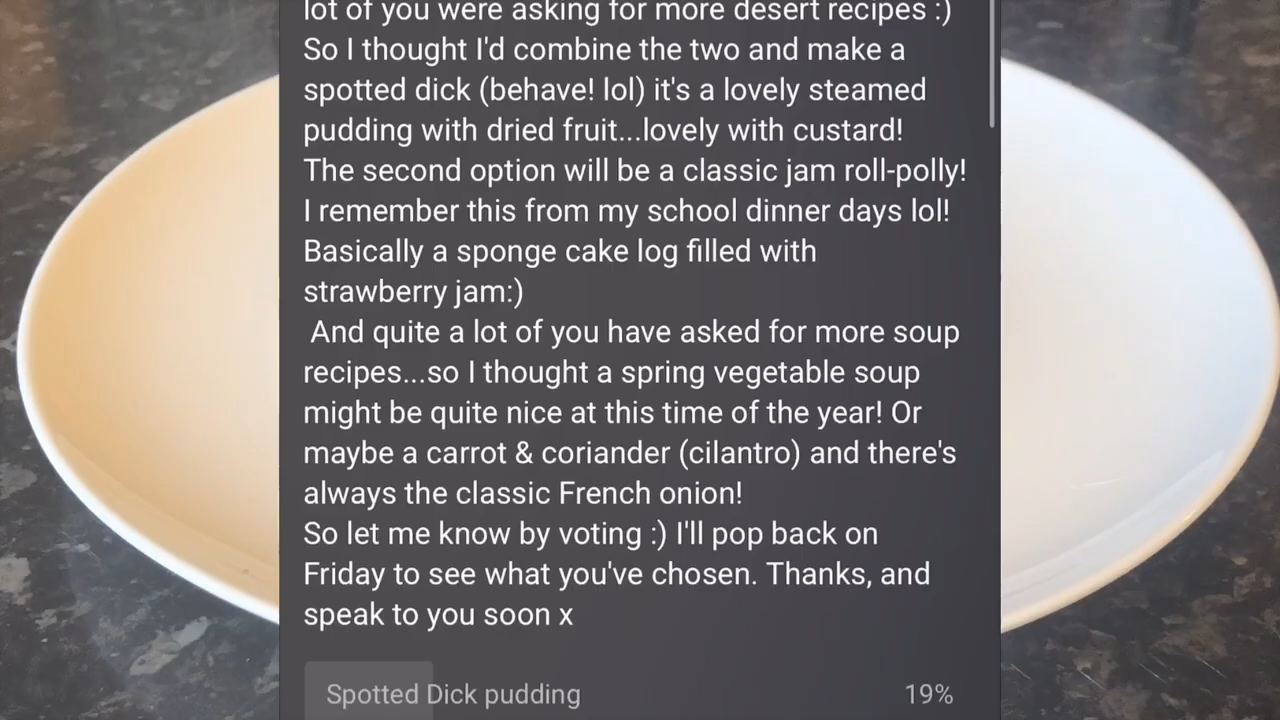 lot of you were asking for more desert recipes :)
So I thought I'd combine the two and make a
spotted dick (behave! lol) it's a lovely steamed
pudding with dried fruit...lovely with custard!
The second option will be a classic jam roll-polly!
I remember this from my school dinner days lol!
Basically a sponge cake log filled with
strawberry jam:)
And quite a lot of you have asked for more soup
recipes...so I thought a spring vegetable soup
might be quite nice at this time of the year! Or
maybe a carrot & coriander (cilantro) and there's
always the classic French onion!
So let me know by voting :) I'll pop back on
Friday to see what you've chosen. Thanks, and
speak to you soon x
Spotted Dick pudding 19%